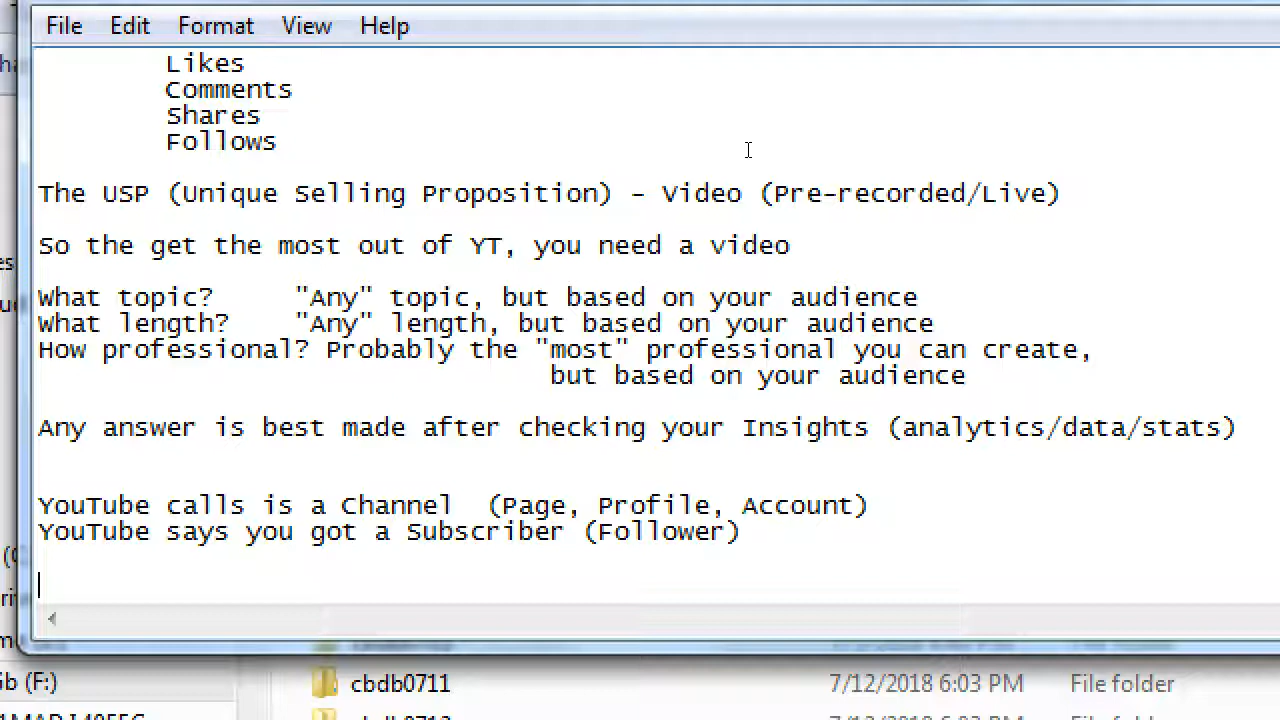 File Edit Format View Help
Likes
Comments
Shares
Follows
The USP (Unique Selling Proposition) - Video (Pre-recorded/Live)
So the get the most out of YT, you need a video
What topic? "Any" topic, but based on your audience
What length? "Any" length, but based on your audience
How professional? Probably the "most" professional you can create,
but based on your audience
Any answer is best made after checking your Insights (analytics/data/stats)
YouTube calls is a Channel (Page, Profile, Account)
YouTube says you got a Subscriber (Follower)
cbdb0711 7/12/2018 6:03 PM File folder
(F:)